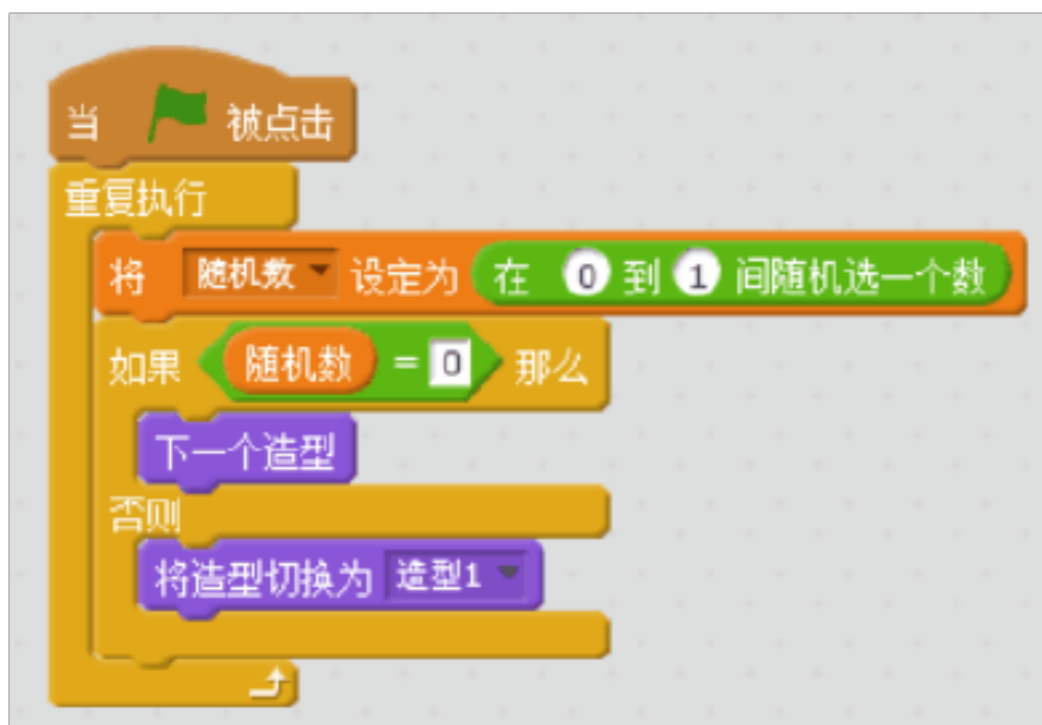 当 被点击
重复执行
将 随机数 设定为 在 0 到 1 间随机选一个数
如果 随机数 = 0 那么
下一个造型
否则
将造型切换为 造型1